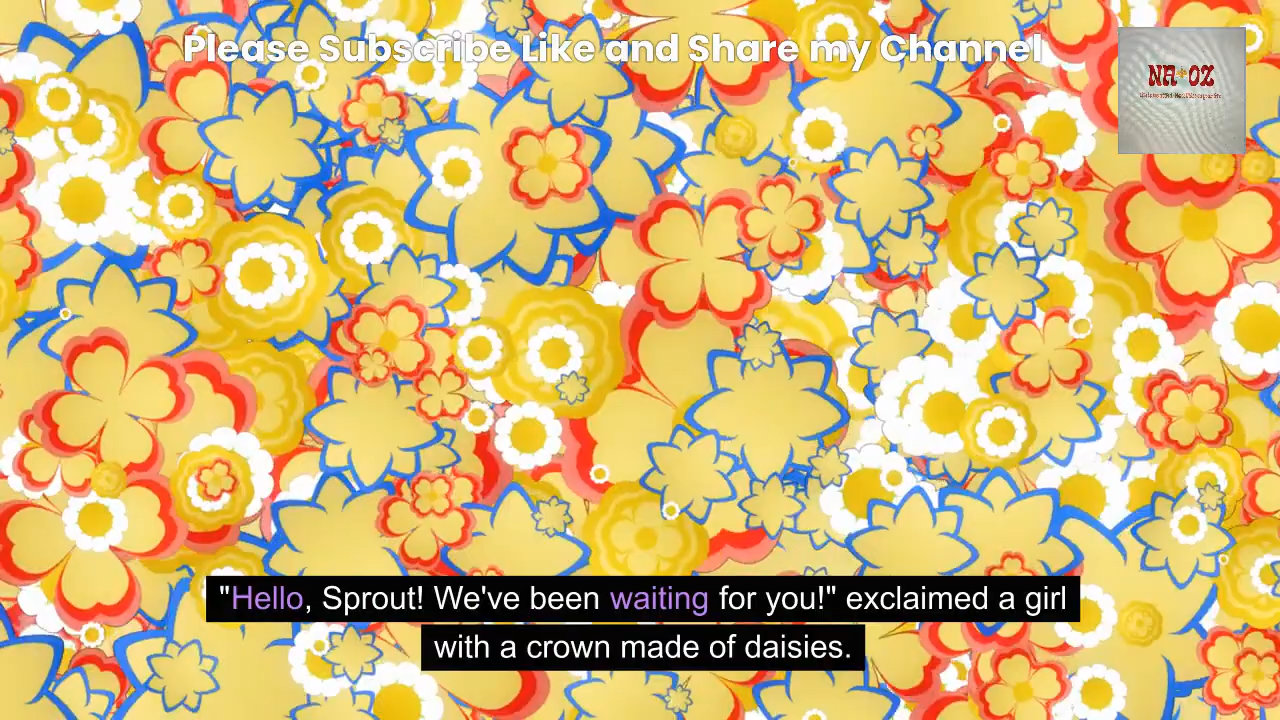 Please Subscribe Like and Share my Channel
NA+OZ
"Hello, Sprout! We've been waiting for you!" exclaimed a girl
with a crown made of daisies.